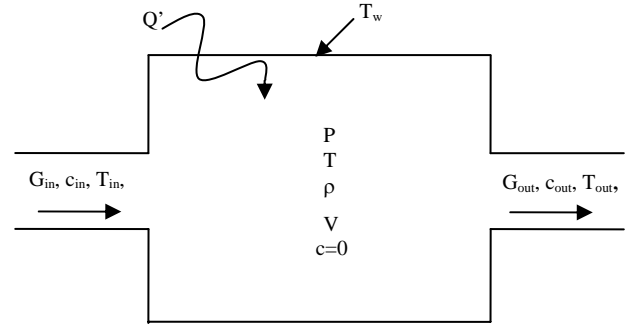 Q’
T_w
P
T
ρ
V
c=0
G_in, c_in, T_in,
G_out, c_out, T_out,